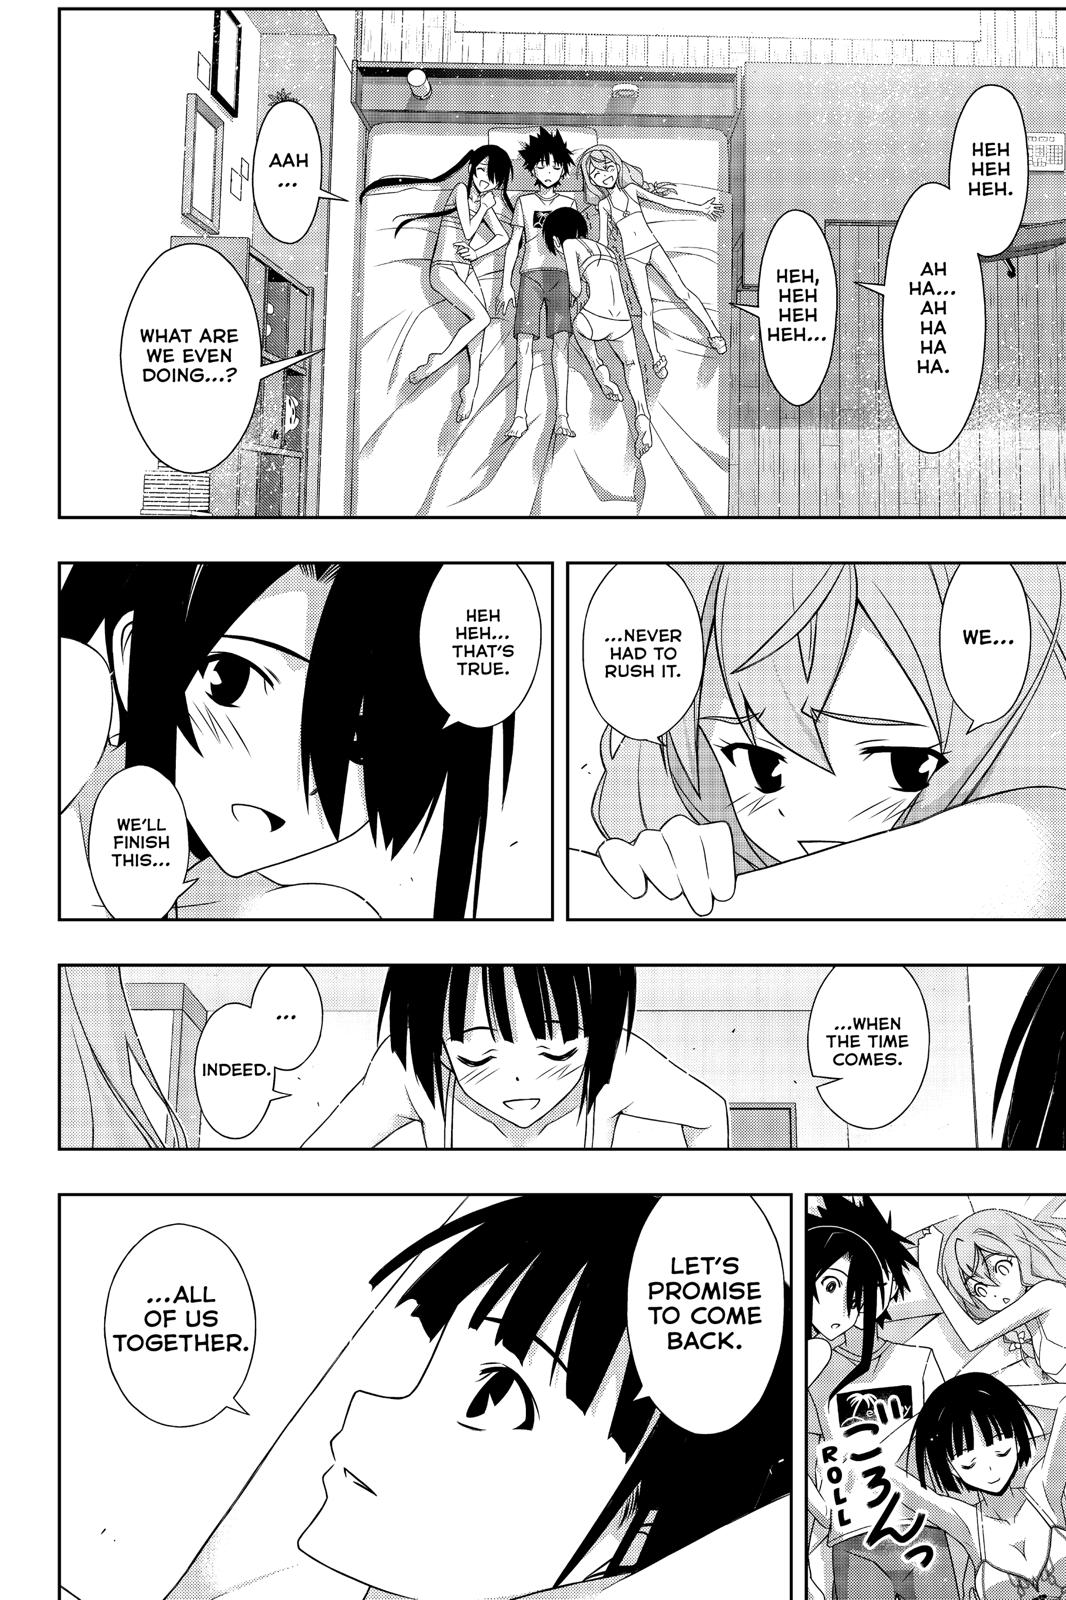 HEH
HEH
HEH.
AH
HA...
AH
HA
HA
HA.
HEH,
HEH
HEH
HEH...
AAH
...
WHAT ARE
WE EVEN
DOING...?
WE...
...NEVER
HAD TO
RUSH IT.
HEH
HEH...
THAT'S
TRUE.
WE'LL
FINISH
THIS...
...WHEN
THE TIME
COMES.
...
INDEED.
ころんっ
ROLL
LET'S
PROMISE
TO COME
BACK.
...ALL
OF US
TOGETHER.